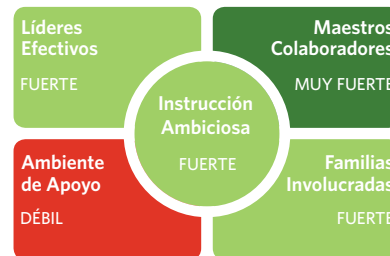 Líderes
Efectivos
FUERTE
Maestros
Colaboradores
MUY FUERTE
Instrucción
Ambiciosa
FUERTE
Ambiente
de Apoyo
DÉBIL
Familias
Involucradas
FUERTE